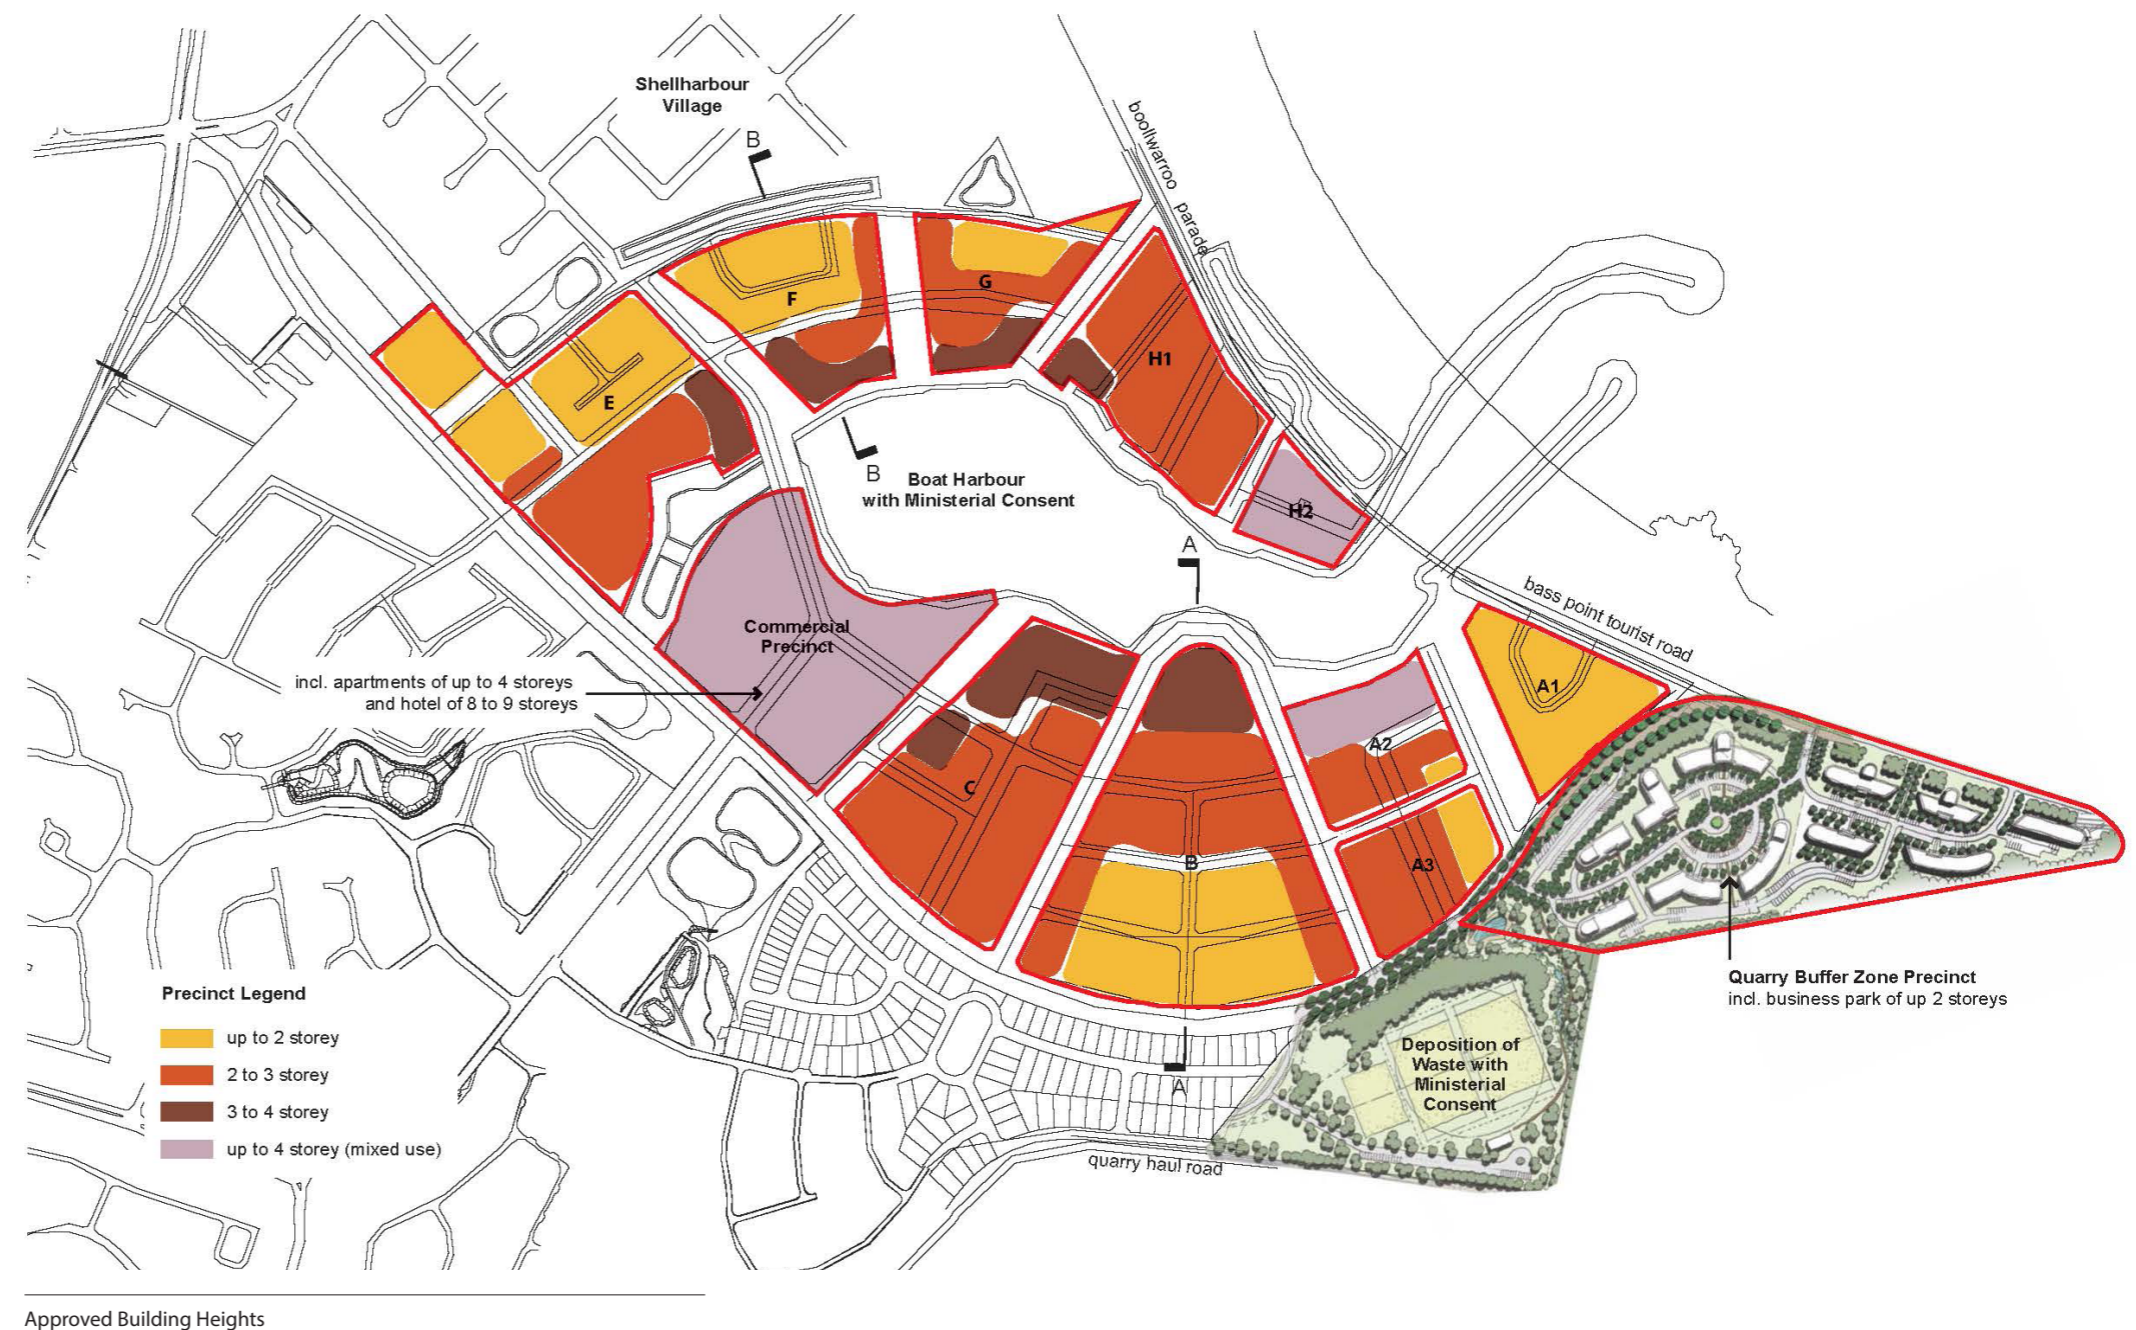 Shellharbour
Village
B
boollwarroo parade
F
G
H1
E
B
Boat Harbour
with Ministerial Consent
H2
A
bass point tourist road
Commercial
Precinct
incl. apartments of up to 4 storeys
and hotel of 8 to 9 storeys
A1
A2
C
B
A3
Quarry Buffer Zone Precinct
incl. business park of up 2 storeys
Precinct Legend
up to 2 storey
2 to 3 storey
3 to 4 storey
up to 4 storey (mixed use)
Deposition of
Waste with
Ministerial
Consent
A
quarry haul road
Approved Building Heights